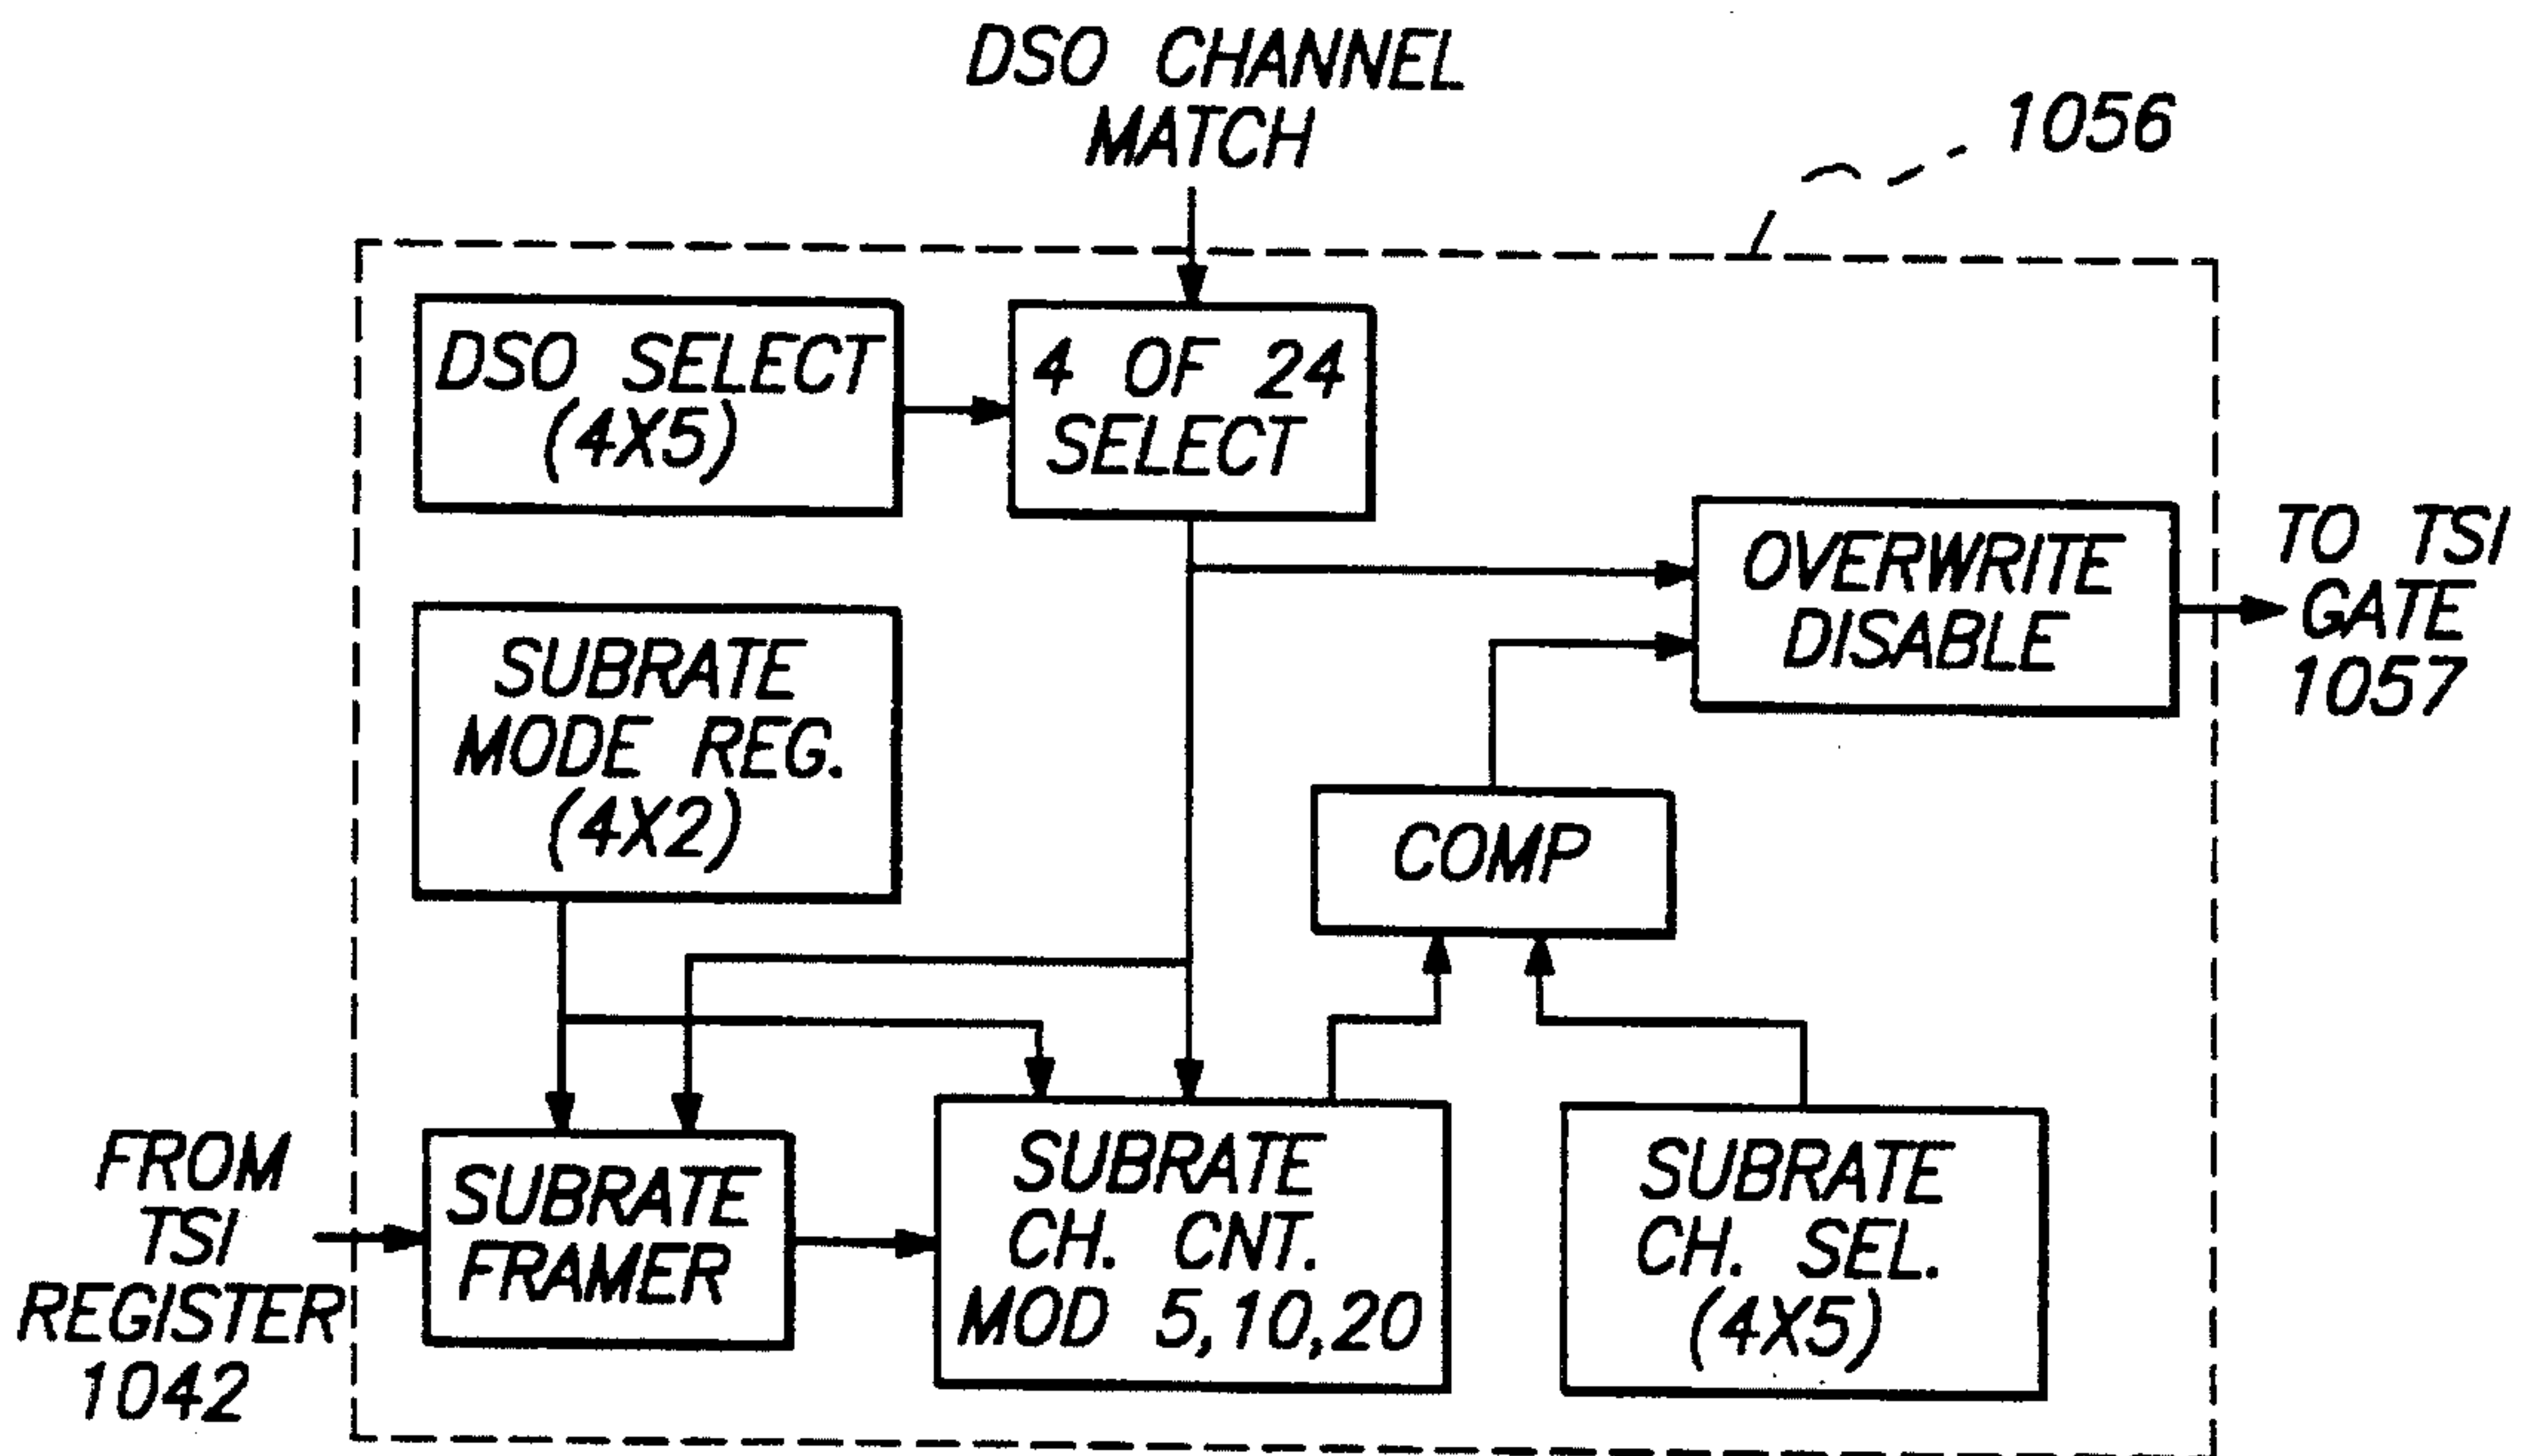 DSO CHANNEL
MATCH
1056
DSO SELECT
(4X5)
4 OF 24
SELECT
OVERWRITE
DISABLE
TO TSI
GATE
1057
SUBRATE
MODE REG.
(4X2)
COMP
FROM
TSI
REGISTER
1042
SUBRATE
FRAMER
SUBRATE
CH. CNT.
MOD 5,10,20
SUBRATE
CH. SEL.
(4X5)